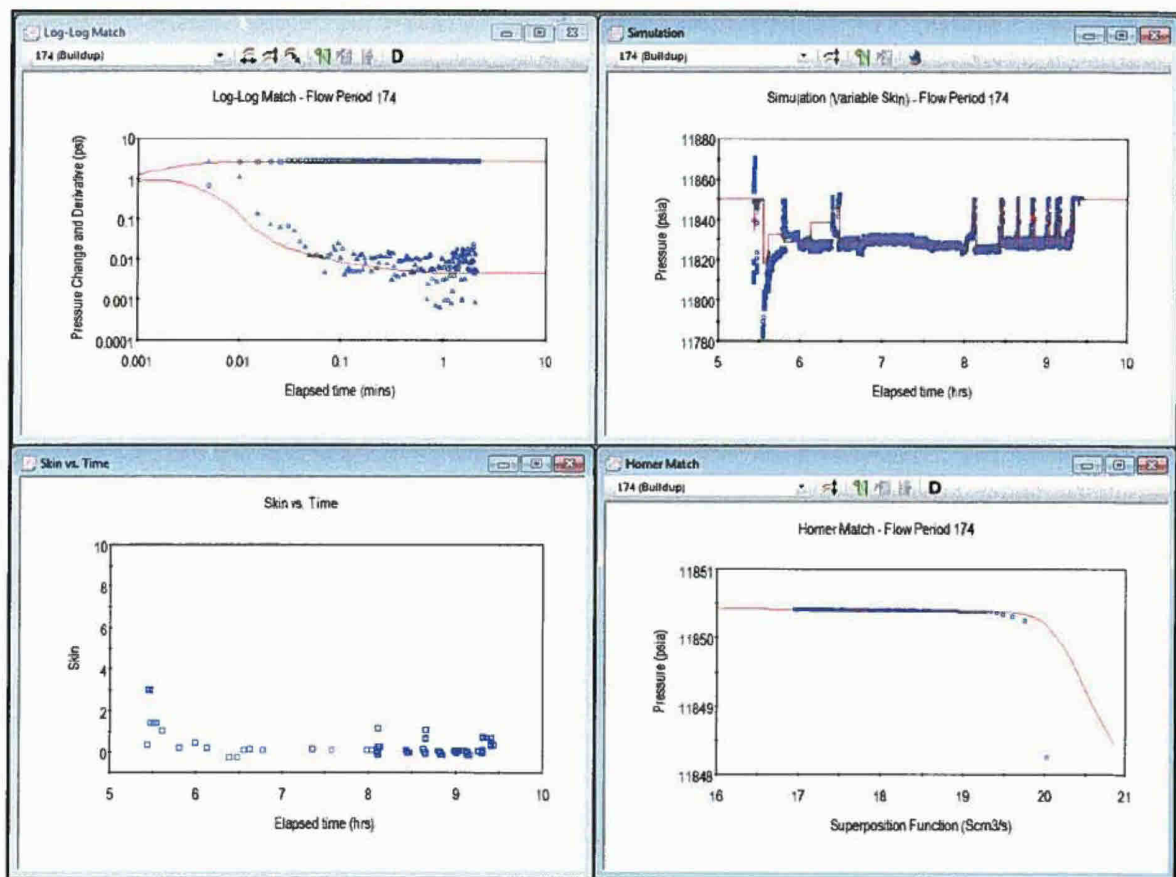 Log-Log Match
174 (Buildup)
D
Log-Log Match - Flow Period 174
Pressure Change and Derivative (psi)
10
1
0.1
0.01
0.001
0.0001
0.001
0.01
0.1
1
10
Elapsed time (mins)
Simulation
174 (Buildup)
Simulation (Variable Skin) - Flow Period 174
Pressure (psia)
11880
11860
11840
11820
11800
11780
5
6
7
8
9
10
Elapsed time (hrs)
Skin vs. Time
Skin vs. Time
Skin
10
8
6
4
2
0
5
6
7
8
9
10
Elapsed time (hrs)
Horner Match
174 (Buildup)
D
Horner Match - Flow Period 174
Pressure (psia)
11851
11850
11849
11848
16
17
18
19
20
21
Superposition Function (Scm3/s)